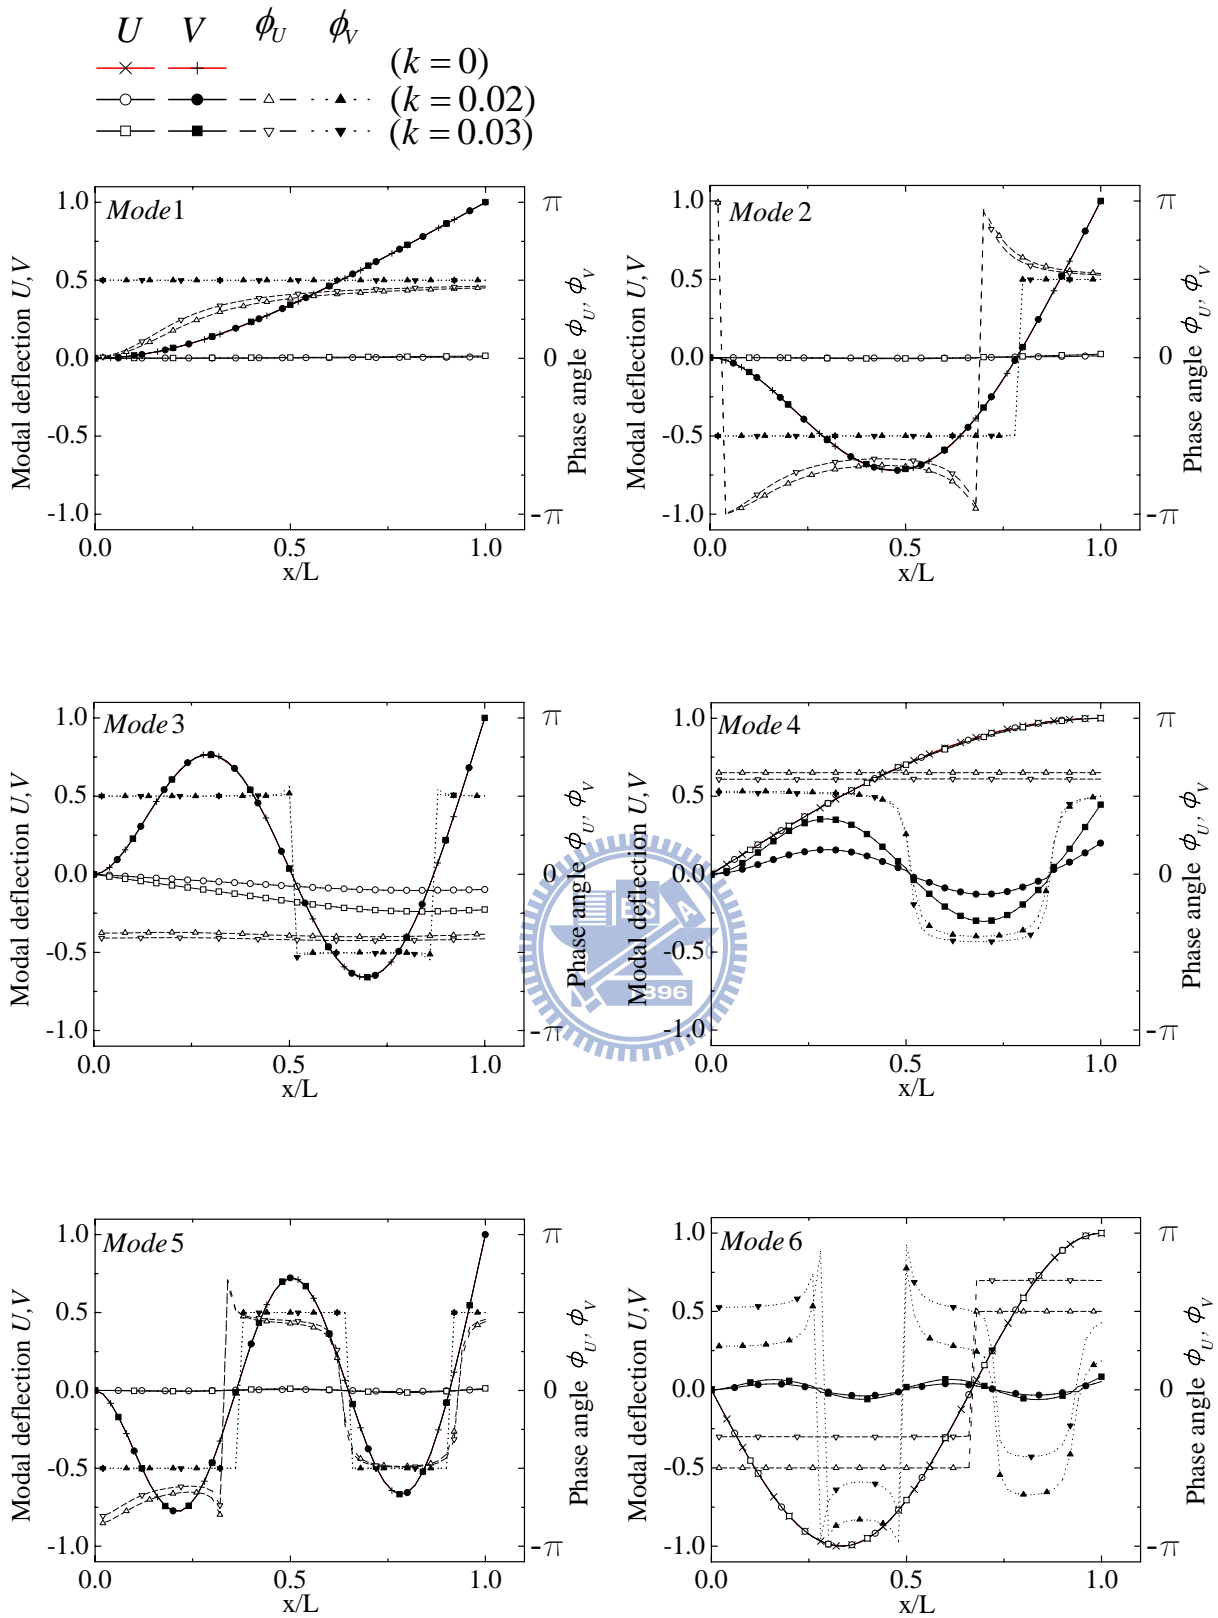 U V ϕ_U ϕ_V
(k = 0)
(k = 0.02)
(k = 0.03)
Mode 1
Modal deflection U,V
1.0
0.5
0.0
-0.5
-1.0
0.0 0.5 1.0
x/L
π
0
-π
Phase angle ϕ_U, ϕ_V
Mode 2
Modal deflection U,V
1.0
0.5
0.0
-0.5
-1.0
0.0 0.5 1.0
x/L
π
0
-π
Phase angle ϕ_U, ϕ_V
Mode 3
Modal deflection U,V
1.0
0.5
0.0
-0.5
-1.0
0.0 0.5 1.0
x/L
π
0
-π
Phase angle ϕ_U, ϕ_V
Mode 4
Modal deflection U,V
1.0
0.5
0.0
-0.5
-1.0
0.0 0.5 1.0
x/L
π
0
-π
Phase angle ϕ_U, ϕ_V
ES
1896
Mode 5
Modal deflection U,V
1.0
0.5
0.0
-0.5
-1.0
0.0 0.5 1.0
x/L
π
0
-π
Phase angle ϕ_U, ϕ_V
Mode 6
Modal deflection U,V
1.0
0.5
0.0
-0.5
-1.0
0.0 0.5 1.0
x/L
π
0
-π
Phase angle ϕ_U, ϕ_V